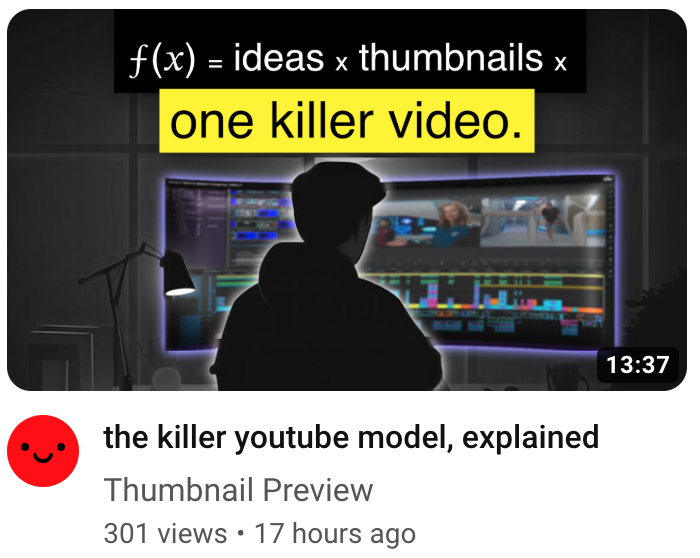 f(x) = ideas x thumbnails x
one killer video.
13:37
the killer youtube model, explained
Thumbnail Preview
301 views • 17 hours ago